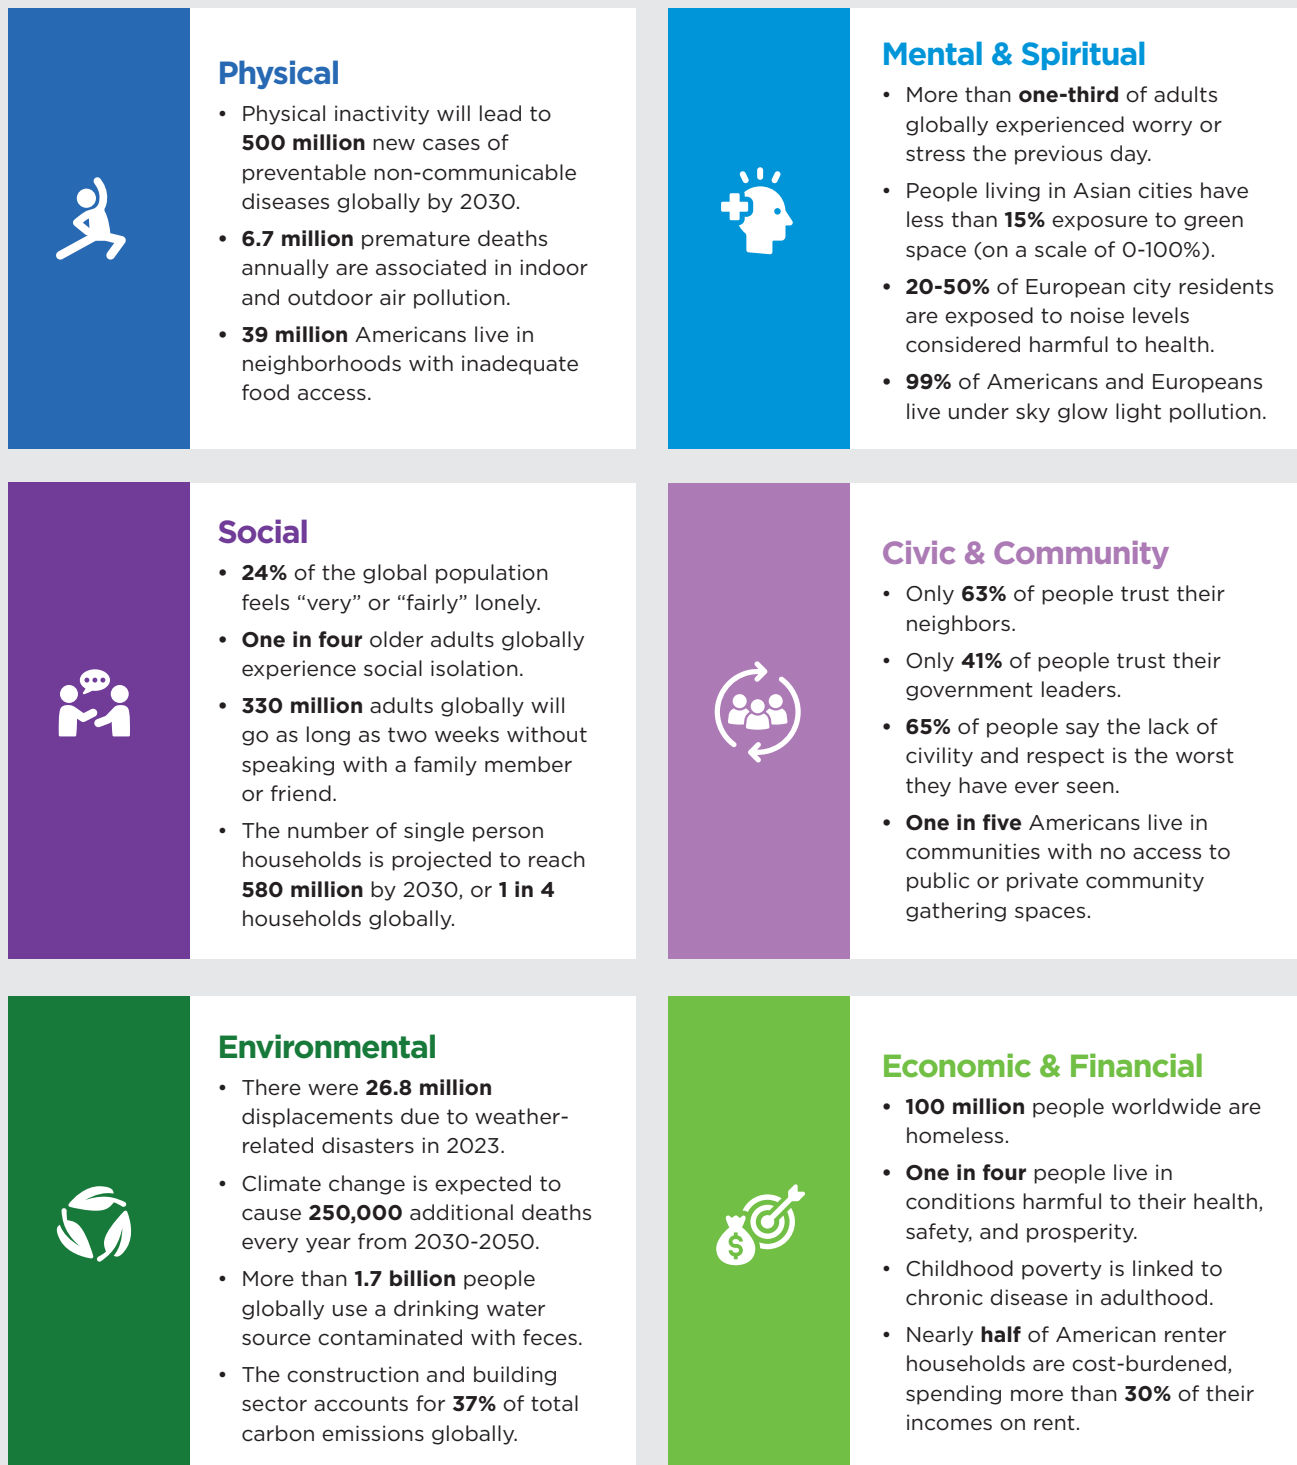 Physical
• Physical inactivity will lead to
500 million new cases of
preventable non-communicable
diseases globally by 2030.
• 6.7 million premature deaths
annually are associated in indoor
and outdoor air pollution.
• 39 million Americans live in
neighborhoods with inadequate
food access.
Mental & Spiritual
• More than one-third of adults
globally experienced worry or
stress the previous day.
• People living in Asian cities have
less than 15% exposure to green
space (on a scale of 0-100%).
• 20-50% of European city residents
are exposed to noise levels
considered harmful to health.
• 99% of Americans and Europeans
live under sky glow light pollution.
Social
• 24% of the global population
feels “very” or “fairly” lonely.
• One in four older adults globally
experience social isolation.
• 330 million adults globally will
go as long as two weeks without
speaking with a family member
or friend.
• The number of single person
households is projected to reach
580 million by 2030, or 1 in 4
households globally.
Civic & Community
• Only 63% of people trust their
neighbors.
• Only 41% of people trust their
government leaders.
• 65% of people say the lack of
civility and respect is the worst
they have ever seen.
• One in five Americans live in
communities with no access to
public or private community
gathering spaces.
Environmental
• There were 26.8 million
displacements due to weather-
related disasters in 2023.
• Climate change is expected to
cause 250,000 additional deaths
every year from 2030-2050.
• More than 1.7 billion people
globally use a drinking water
source contaminated with feces.
• The construction and building
sector accounts for 37% of total
carbon emissions globally.
Economic & Financial
• 100 million people worldwide are
homeless.
• One in four people live in
conditions harmful to their health,
safety, and prosperity.
• Childhood poverty is linked to
chronic disease in adulthood.
• Nearly half of American renter
households are cost-burdened,
spending more than 30% of their
incomes on rent.
$